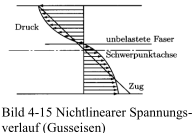 Druck
unbelastete Faser
Schwerpunktachse
Zug
Bild 4-15 Nichtlinearer Spannungs-
verlauf (Gusseisen)